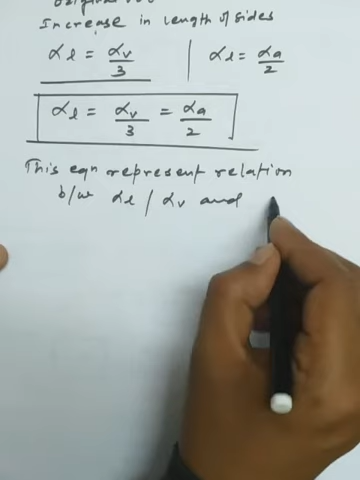 Increase in length of sides
αl = αv/3 | αl = αa/2
αl = αv/3 = αa/2
This eqn represent relation
b/w αl / αv and